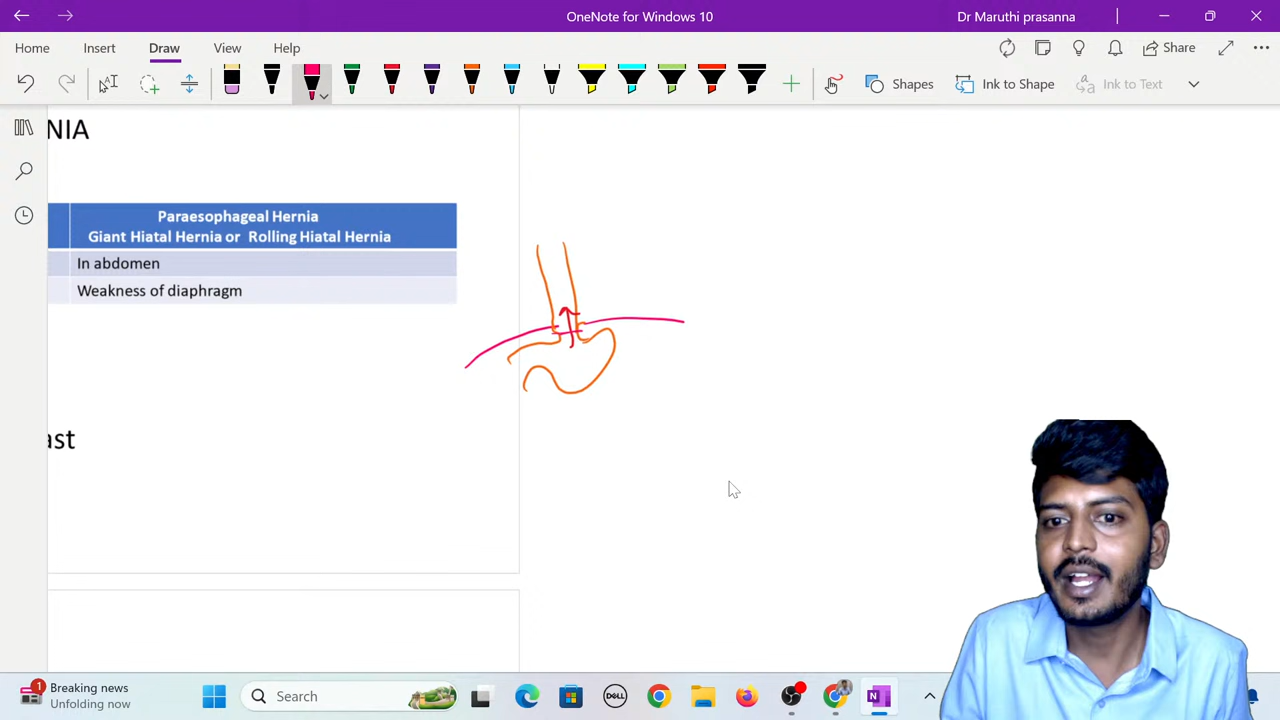 OneNote for Windows 10
Dr Maruthi prasanna
Home
Insert
Draw
View
Help
Share
Shapes
Ink to Shape
Ink to Text
NIA
Paraesophageal Hernia
Giant Hiatal Hernia or Rolling Hiatal Hernia
In abdomen
Weakness of diaphragm
ast
1
Breaking news
Unfolding now
Search
DELL
N